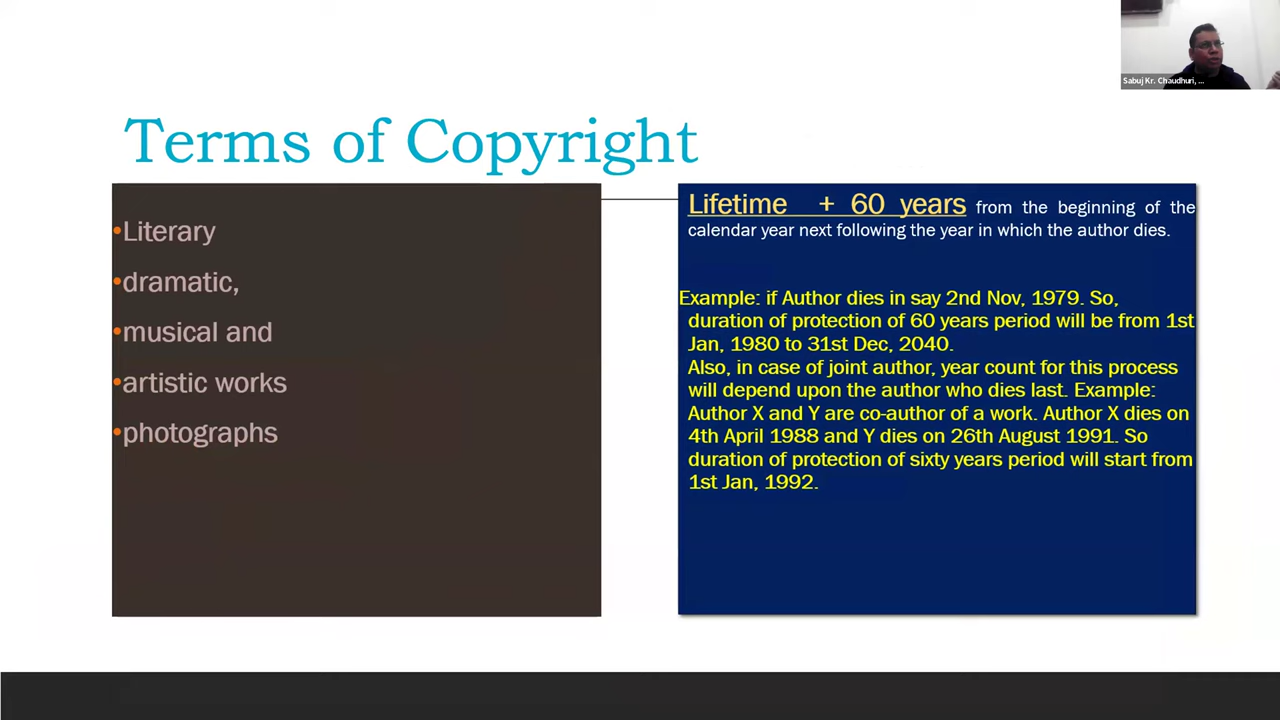 Sabuj Kr. Chaudhuri, ...
Terms of Copyright
•Literary
•dramatic,
•musical and
•artistic works
•photographs
Lifetime + 60 years from the beginning of the
calendar year next following the year in which the author dies.
Example: if Author dies in say 2nd Nov, 1979. So,
duration of protection of 60 years period will be from 1st
Jan, 1980 to 31st Dec, 2040.
Also, in case of joint author, year count for this process
will depend upon the author who dies last. Example:
Author X and Y are co-author of a work. Author X dies on
4th April 1988 and Y dies on 26th August 1991. So
duration of protection of sixty years period will start from
1st Jan, 1992.